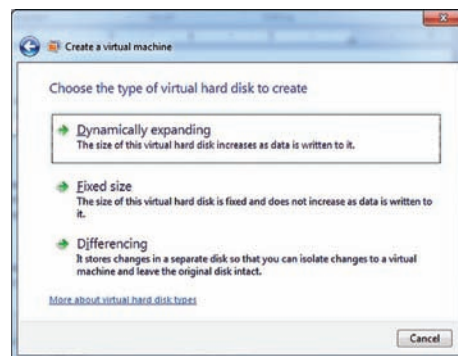 Create a virtual machine
Choose the type of virtual hard disk to create
Dynamically expanding
The size of this virtual hard disk increases as data is written to it.
Fixed size
The size of this virtual hard disk is fixed and does not increase as data is written to
it.
Differencing
It stores changes in a separate disk so that you can isolate changes to a virtual
machine and leave the original disk intact.
More about virtual hard disk types
Cancel